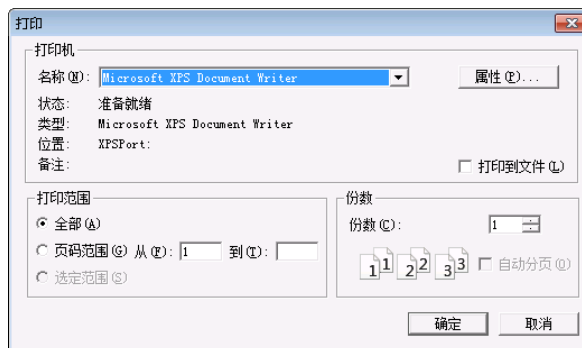 打印
打印机
名称(N): Microsoft XPS Document Writer 属性(P)...
状态: 准备就绪
类型: Microsoft XPS Document Writer
位置: XPSPort:
备注: 打印到文件(L)
打印范围
全部(A)
页码范围(G) 从(F): 1 到(T):
选定范围(S)
份数
份数(C): 1
1 1 2 2 3 3 自动分页(O)
确定 取消